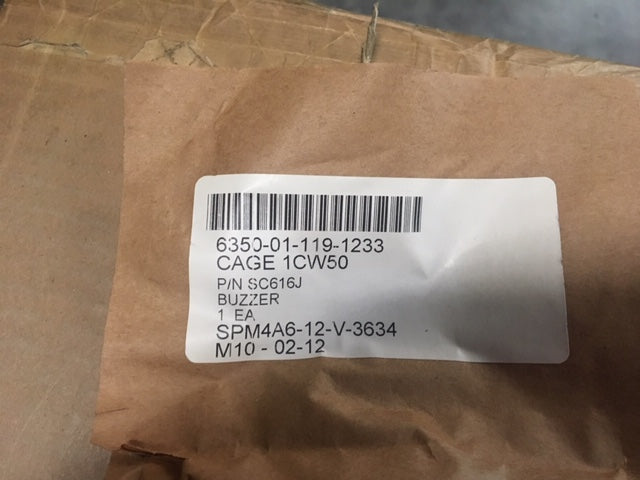 6350-01-119-1233
CAGE 1CW50
P/N SC616J
BUZZER
1 EA
SPM4A6-12-V-3634
M10 - 02-12